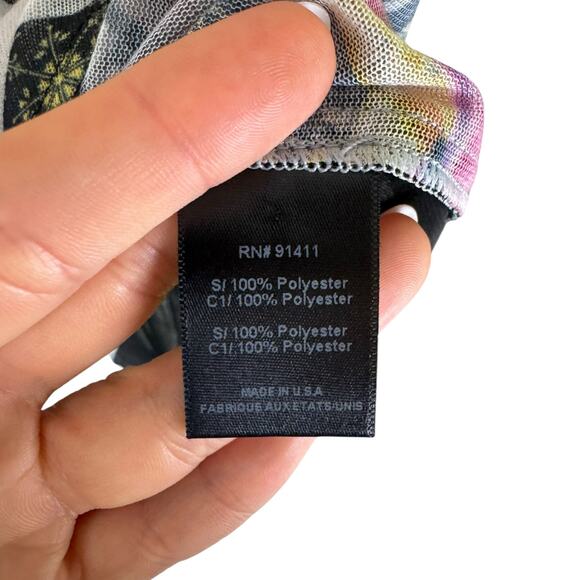 RN# 91411
S/ 100% Polyester
C1/ 100% Polyester
S/ 100% Polyester
C1/ 100% Polyester
MADE IN U.S.A
FABRIQUE AUX ETATS/UNIS